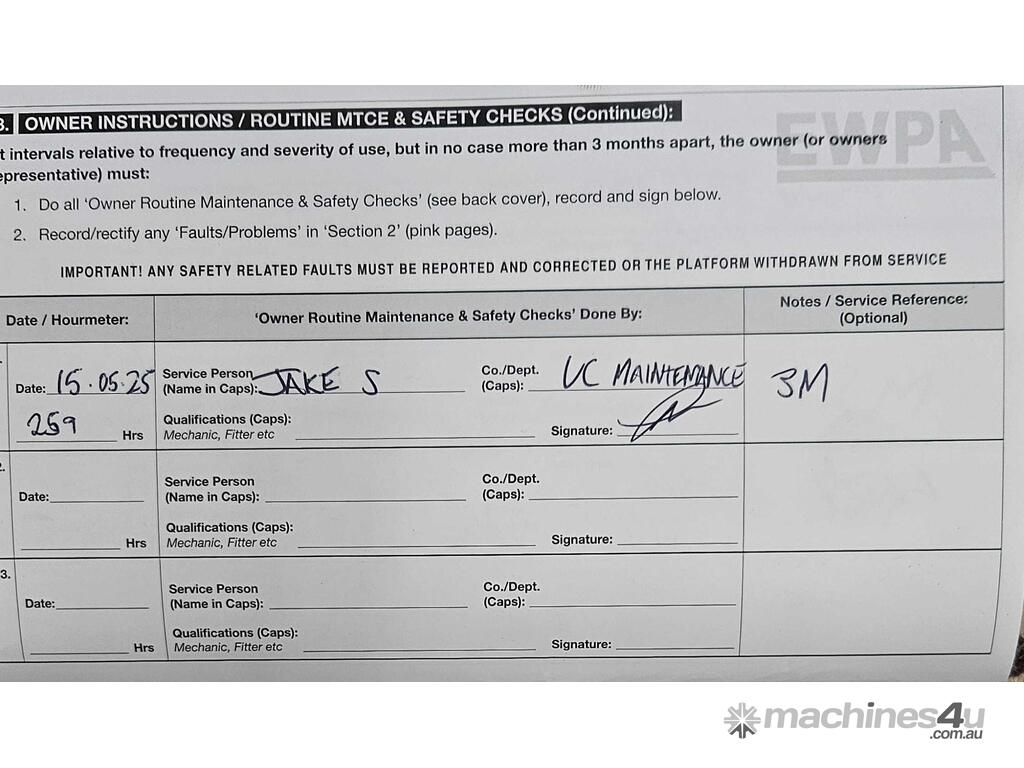 3. OWNER INSTRUCTIONS / ROUTINE MTCE & SAFETY CHECKS (Continued):
EWPA
t intervals relative to frequency and severity of use, but in no case more than 3 months apart, the owner (or owners
epresentative) must:
1. Do all 'Owner Routine Maintenance & Safety Checks' (see back cover), record and sign below.
2. Record/rectify any 'Faults/Problems' in 'Section 2' (pink pages).
IMPORTANT! ANY SAFETY RELATED FAULTS MUST BE REPORTED AND CORRECTED OR THE PLATFORM WITHDRAWN FROM SERVICE
Date / Hourmeter: 'Owner Routine Maintenance & Safety Checks' Done By: Notes / Service Reference:
(Optional)
Date: 15.05.25 Service Person (Name in Caps): JAKE S Co./Dept. (Caps): UC MAINTENANCE 3M
259 Hrs Qualifications (Caps): Mechanic, Fitter etc Signature:
2.
Date: Service Person (Name in Caps): Co./Dept. (Caps):
Hrs Qualifications (Caps): Mechanic, Fitter etc Signature:
3.
Date: Service Person (Name in Caps): Co./Dept. (Caps):
Hrs Qualifications (Caps): Mechanic, Fitter etc Signature:
machines4u
.com.au